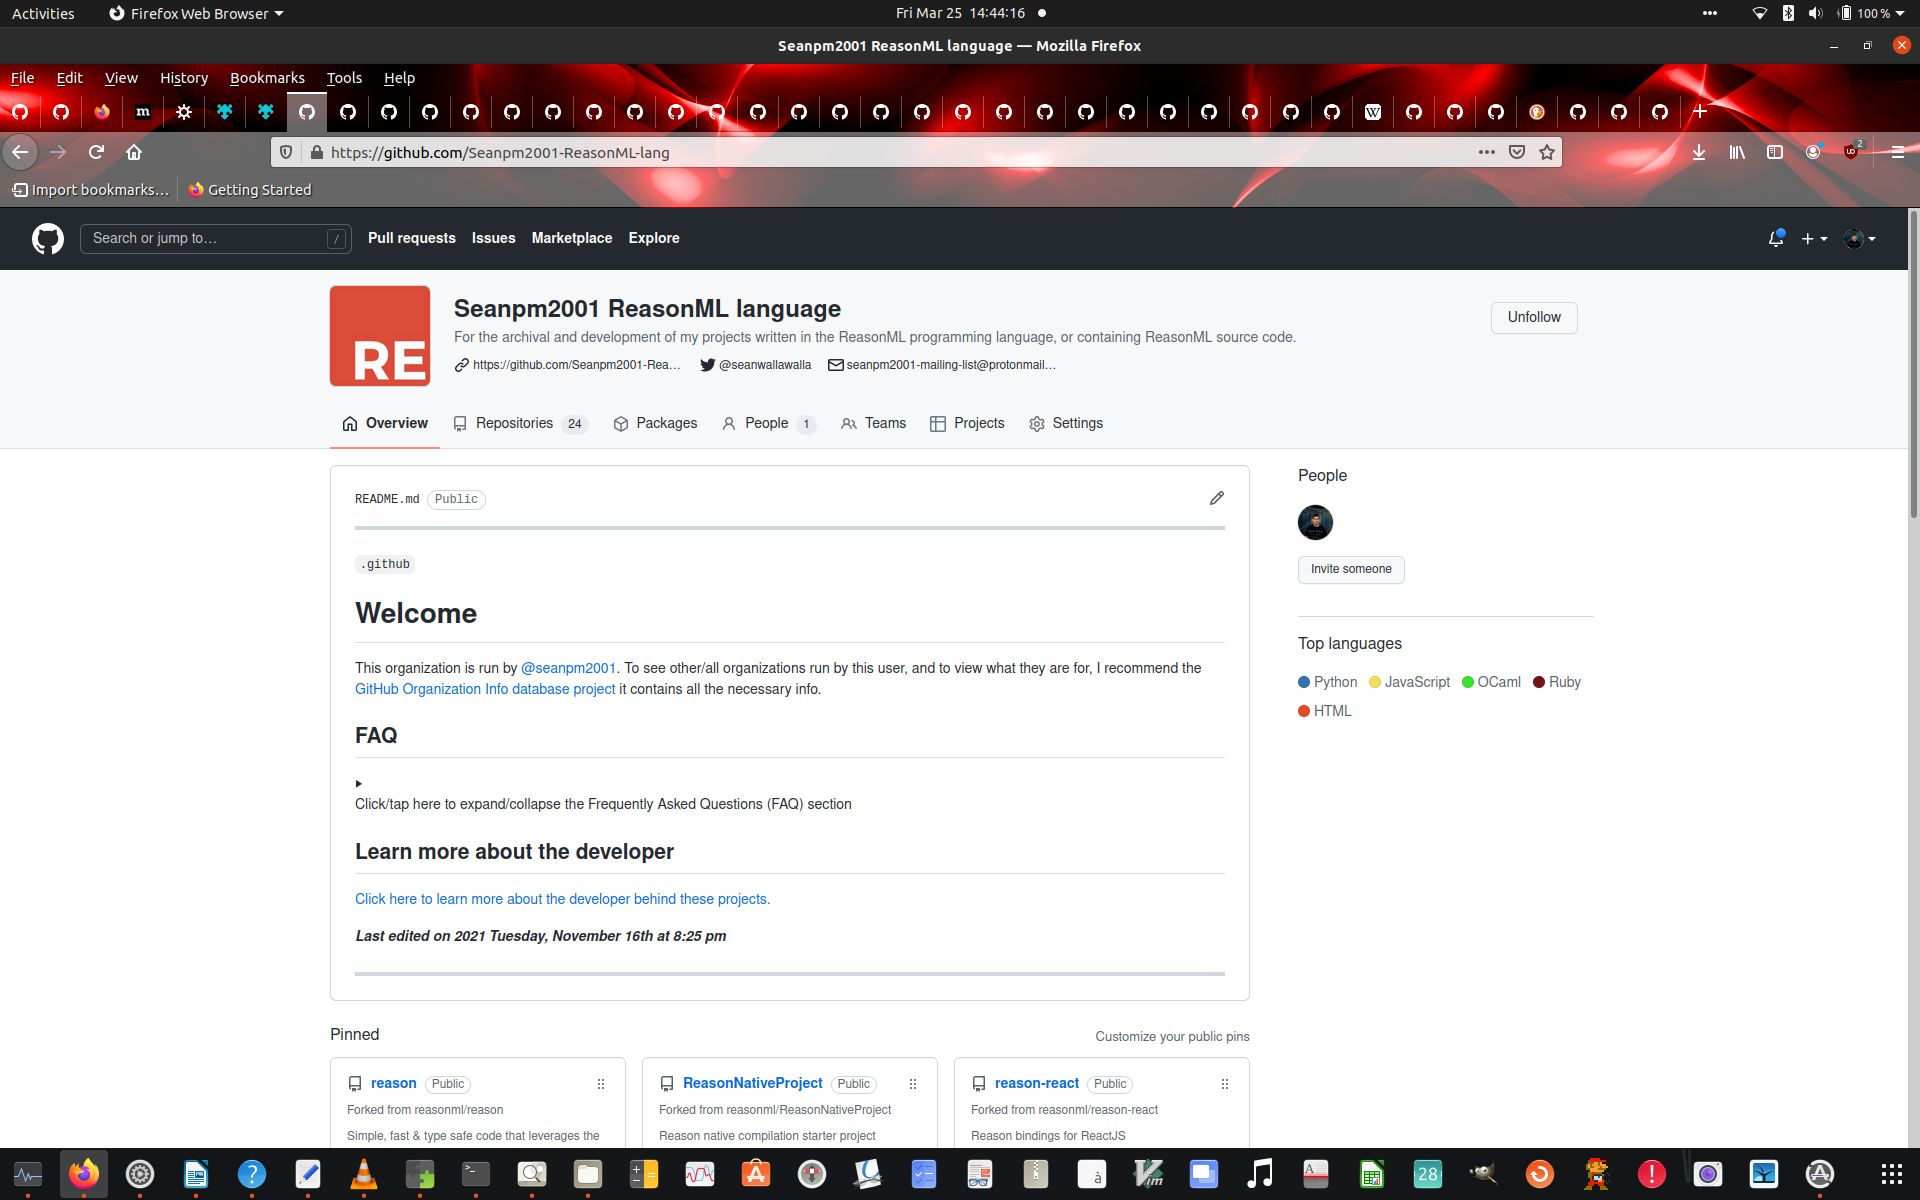 Activities
Firefox Web Browser
Fri Mar 25 14:44:16
100 %
Seanpm2001 ReasonML language — Mozilla Firefox
File Edit View History Bookmarks Tools Help
https://github.com/Seanpm2001-ReasonML-lang
2
Import bookmarks... Getting Started
Search or jump to... /
Pull requests Issues Marketplace Explore
RE
Seanpm2001 ReasonML language
For the archival and development of my projects written in the ReasonML programming language, or containing ReasonML source code.
Unfollow
https://github.com/Seanpm2001-Rea... @seanwallawalla seanpm2001-mailing-list@protonmail...
Overview Repositories 24 Packages People 1 Teams Projects Settings
README.md Public
.github
Welcome
This organization is run by @seanpm2001. To see other/all organizations run by this user, and to view what they are for, I recommend the
GitHub Organization Info database project it contains all the necessary info.
FAQ
Click/tap here to expand/collapse the Frequently Asked Questions (FAQ) section
Learn more about the developer
Click here to learn more about the developer behind these projects.
Last edited on 2021 Tuesday, November 16th at 8:25 pm
People
Invite someone
Top languages
Python JavaScript OCaml Ruby
HTML
Pinned
Customize your public pins
reason Public
Forked from reasonml/reason
Simple, fast & type safe code that leverages the
ReasonNativeProject Public
Forked from reasonml/ReasonNativeProject
Reason native compilation starter project
reason-react Public
Forked from reasonml/reason-react
Reason bindings for ReactJS
28